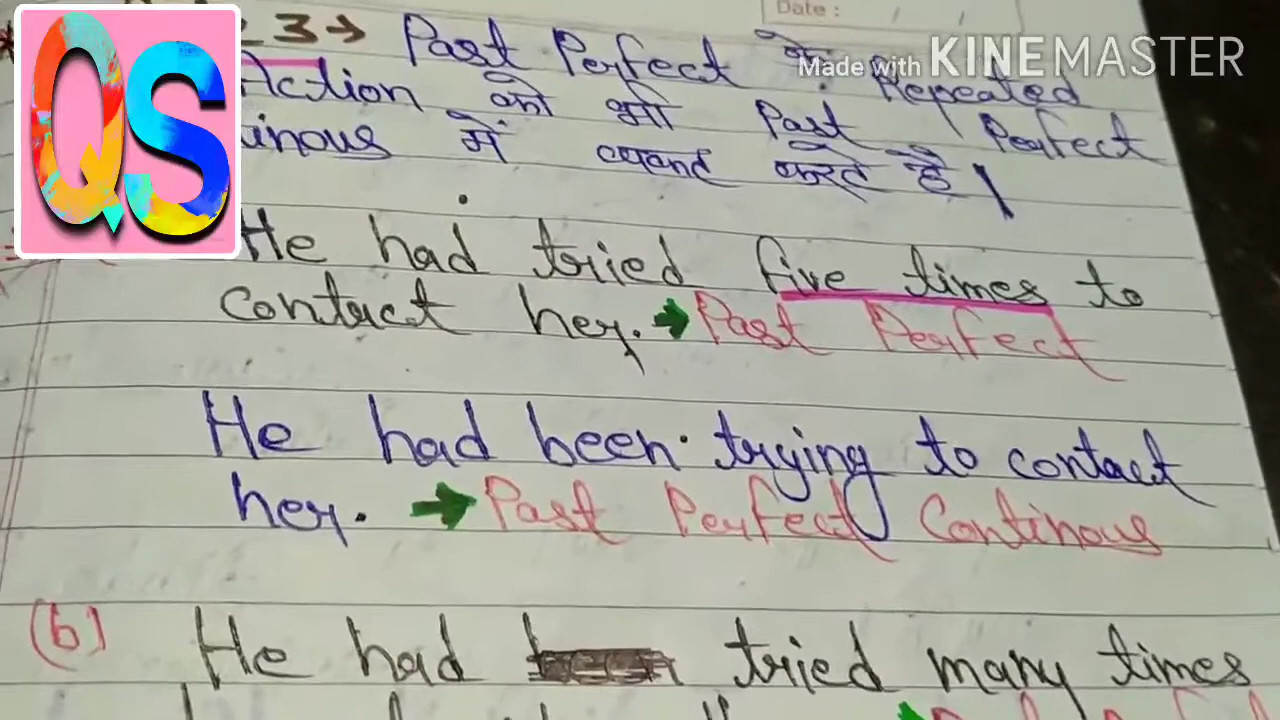 Date : / /
Made with KINEMASTER
QS
3→ Past Perfect के Repeated
Action को भी Past Perfect
inous में व्यक्त करते है।
He had tried five times to
contact her. → Past Perfect
He had been trying to contact
her. → Past Perfect Continous
(b) He had tried many times